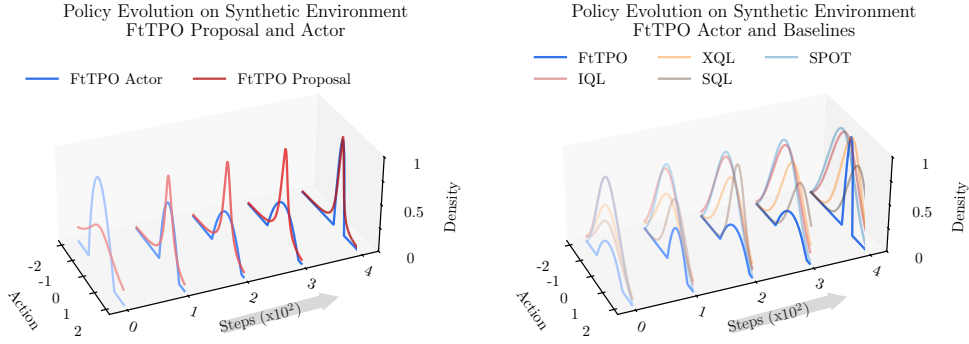 Policy Evolution on Synthetic Environment
FtTPO Proposal and Actor
FtTPO Actor FtTPO Proposal
1
0.5
0
Density
-2
-1
0
1
2
Action
0
1
2
3
4
Steps (x10²)
Policy Evolution on Synthetic Environment
FtTPO Actor and Baselines
FtTPO XQL SPOT
IQL SQL
1
0.5
0
Density
-2
-1
0
1
2
Action
0
1
2
3
4
Steps (x10²)